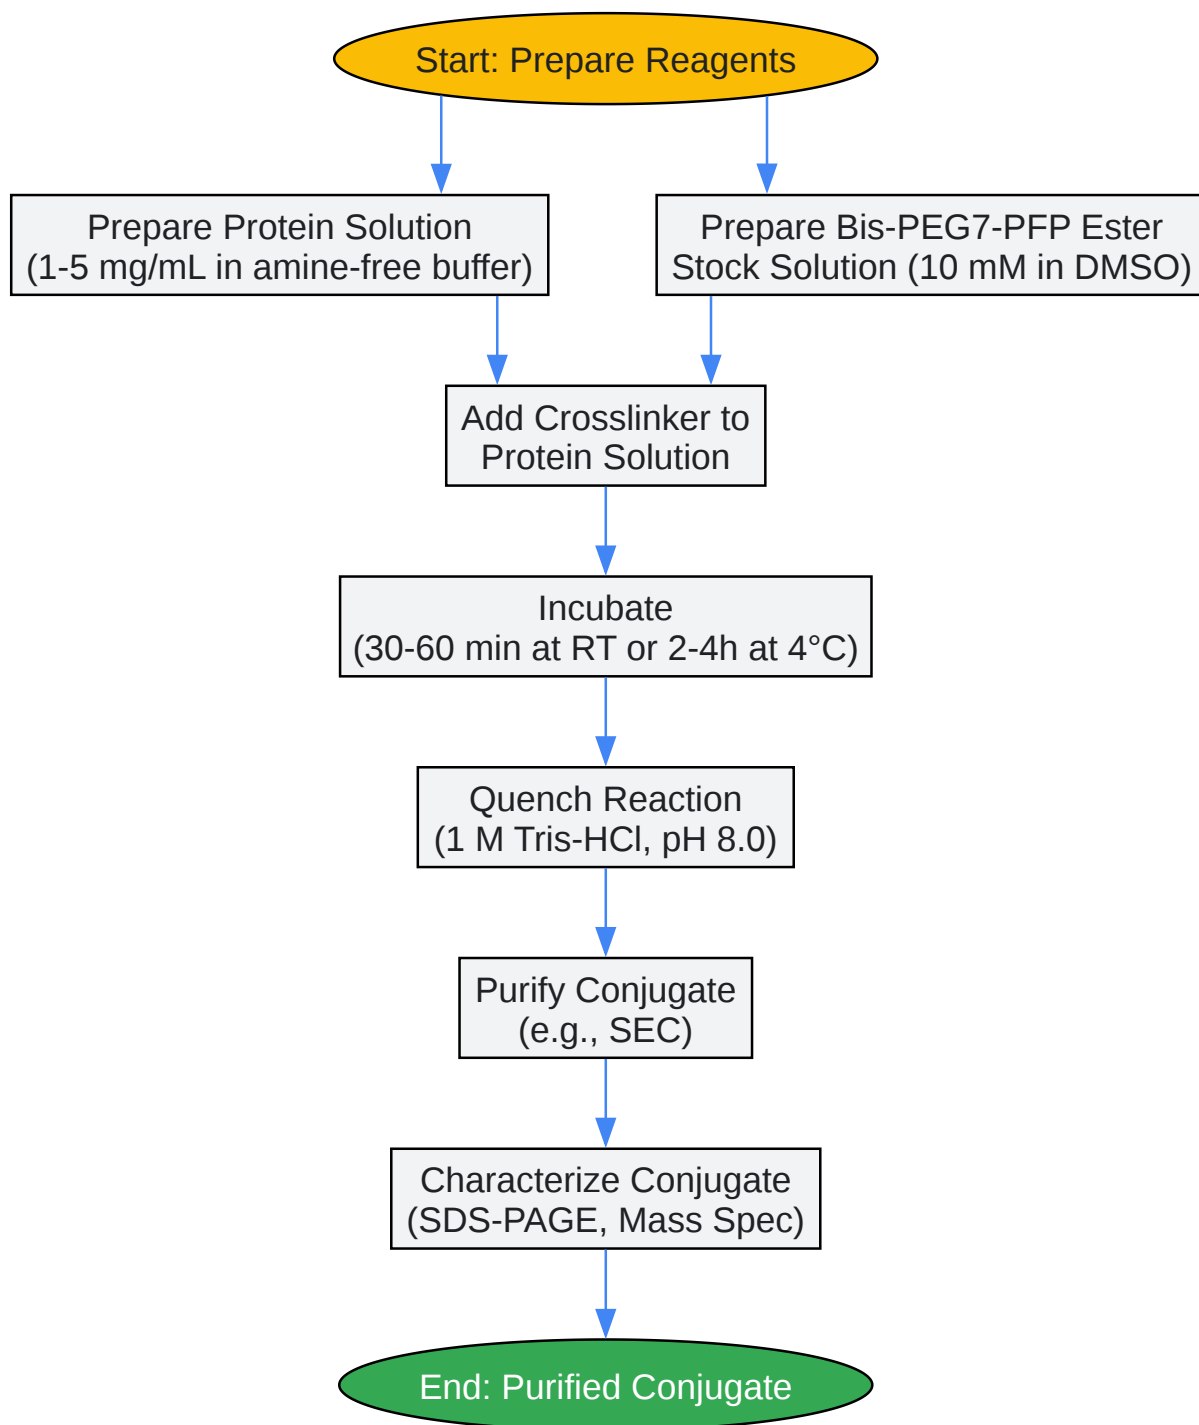 Start: Prepare Reagents
Prepare Protein Solution
(1-5 mg/mL in amine-free buffer)
Prepare Bis-PEG7-PFP Ester
Stock Solution (10 mM in DMSO)
Add Crosslinker to
Protein Solution
Incubate
(30-60 min at RT or 2-4h at 4°C)
Quench Reaction
(1 M Tris-HCl, pH 8.0)
Purify Conjugate
(e.g., SEC)
Characterize Conjugate
(SDS-PAGE, Mass Spec)
End: Purified Conjugate